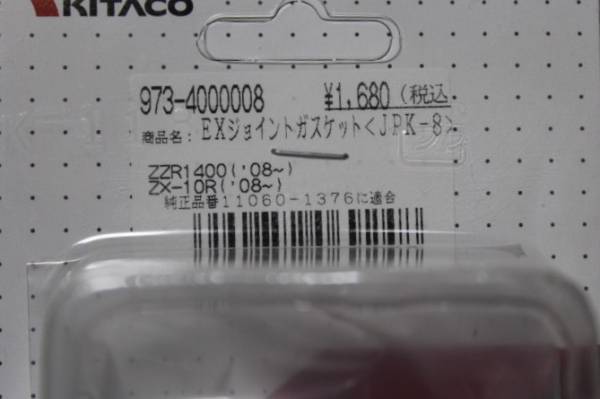 KITACO
973-4000008 ¥1,680 (税込
商品名: EXジョイントガスケット<JPK-8>
ZZR1400('08~)
ZX-10R('08~)
純正品番11060-1376に適合